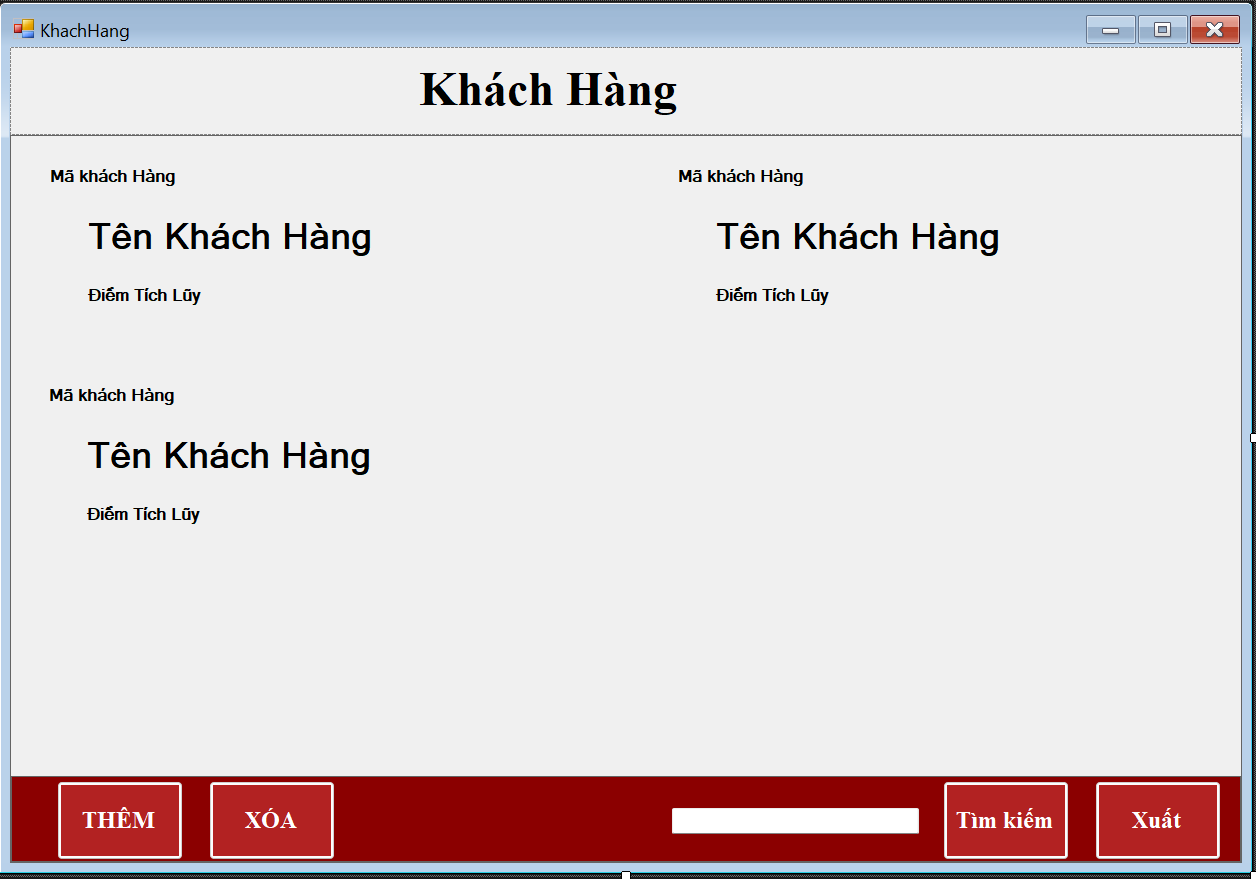 KhachHang
Khách Hàng
Mã khách Hàng
Tên Khách Hàng
Điểm Tích Lũy
Mã khách Hàng
Tên Khách Hàng
Điểm Tích Lũy
Mã khách Hàng
Tên Khách Hàng
Điểm Tích Lũy
THÊM XÓA Tìm kiếm Xuất